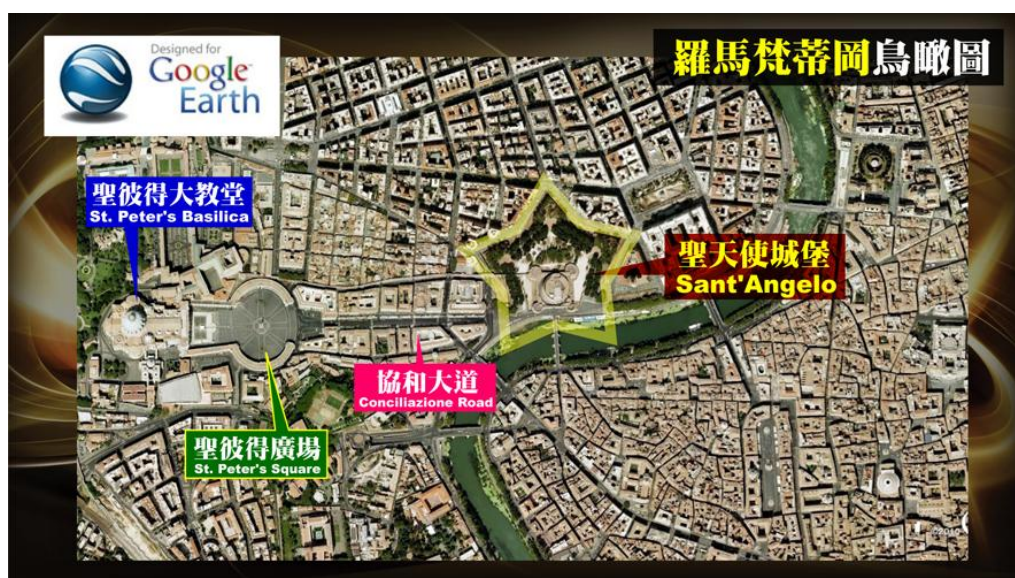 Designed for
Google
Earth
羅馬梵蒂岡鳥瞰圖
聖彼得大教堂
St. Peter's Basilica
聖天使城堡
Sant'Angelo
協和大道
Conciliazione Road
聖彼得廣場
St. Peter's Square
©2010